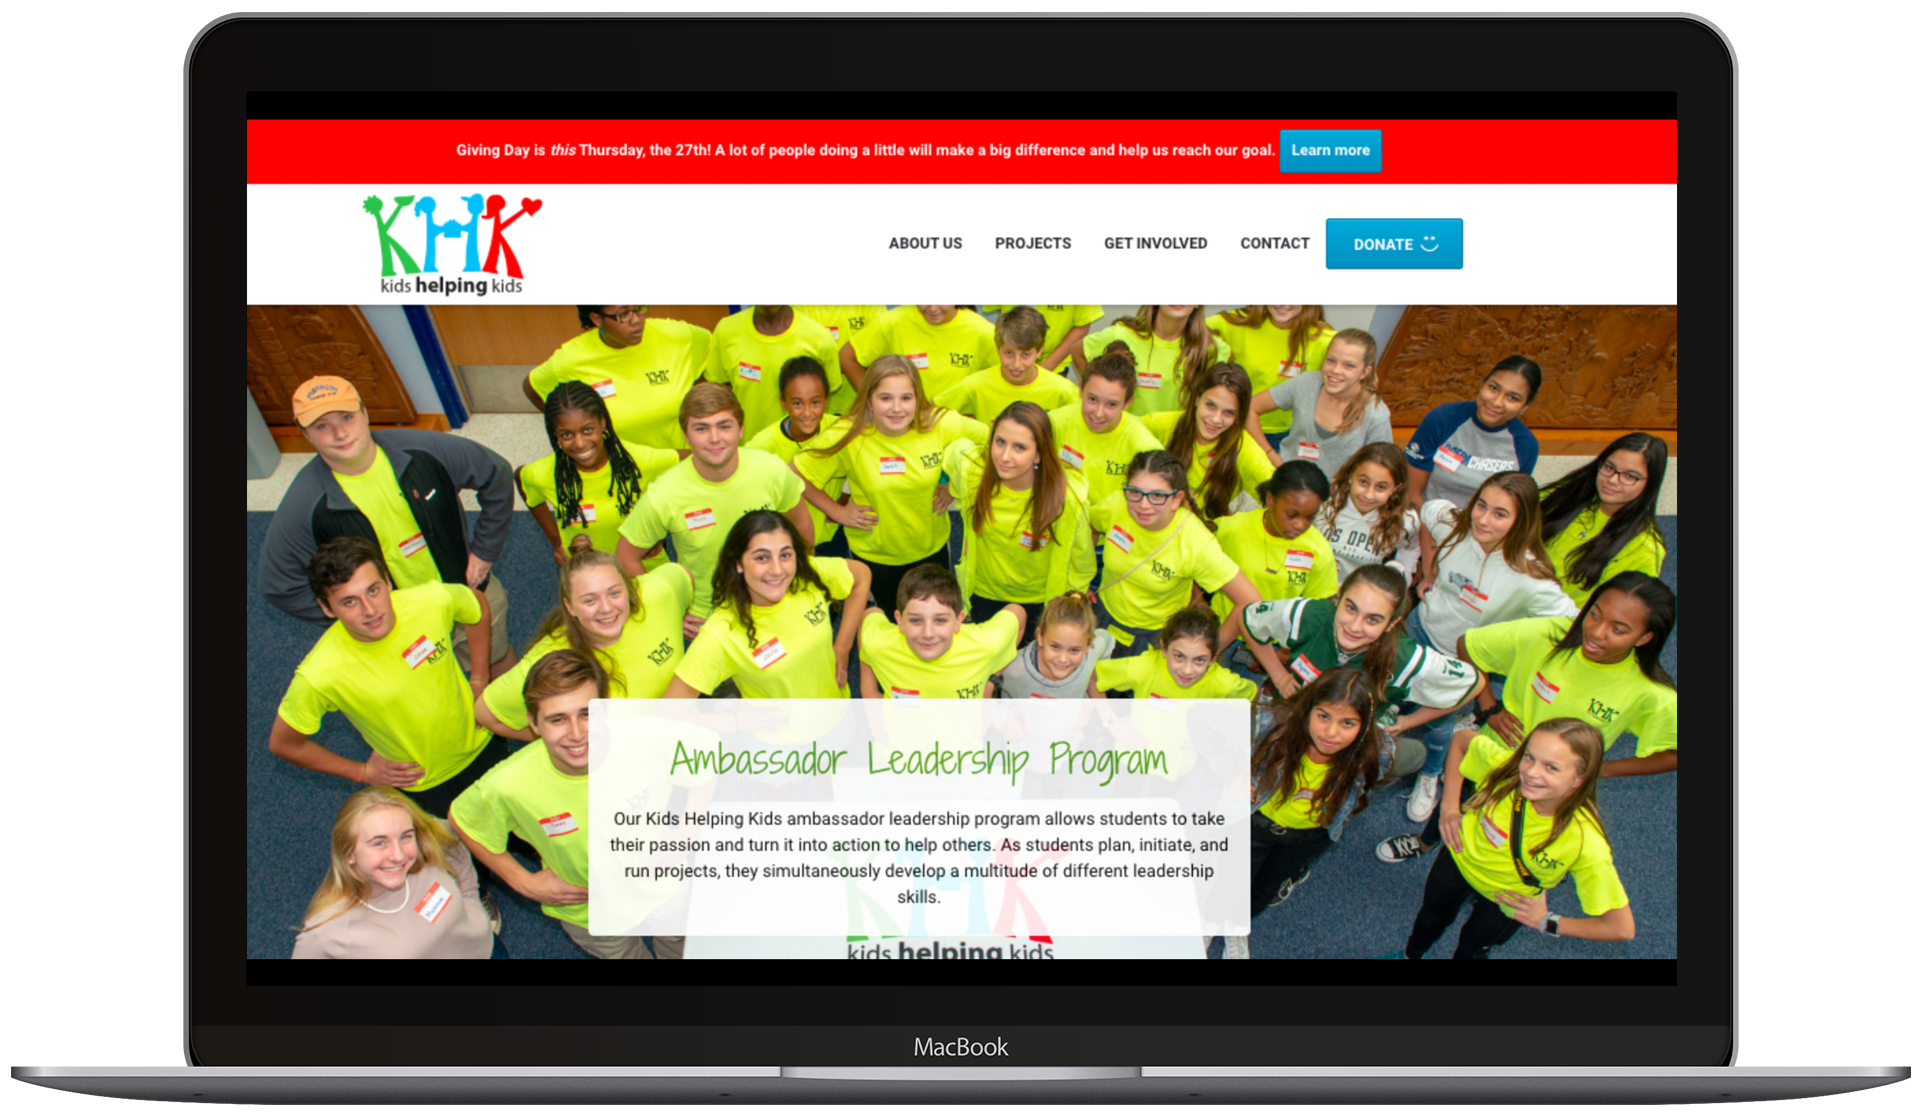 Giving Day is this Thursday, the 27th! A lot of people doing a little will make a big difference and help us reach our goal. Learn more
KHK
kids helping kids
ABOUT US PROJECTS GET INVOLVED CONTACT DONATE
KHK
CHASERS
Ambassador Leadership Program
Our Kids Helping Kids ambassador leadership program allows students to take
their passion and turn it into action to help others. As students plan, initiate, and
run projects, they simultaneously develop a multitude of different leadership
skills.
KHK
kids helping kids
MacBook